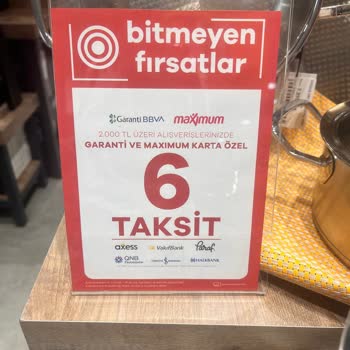 bitmeyen
fırsatlar
Garanti BBVA maximum
2.000 TL ÜZERİ ALIŞVERİŞLERİNİZDE
GARANTİ VE MAXIMUM KARTA ÖZEL
6
TAKSİT
axess VakıfBank Paraf
QNB HALKBANK